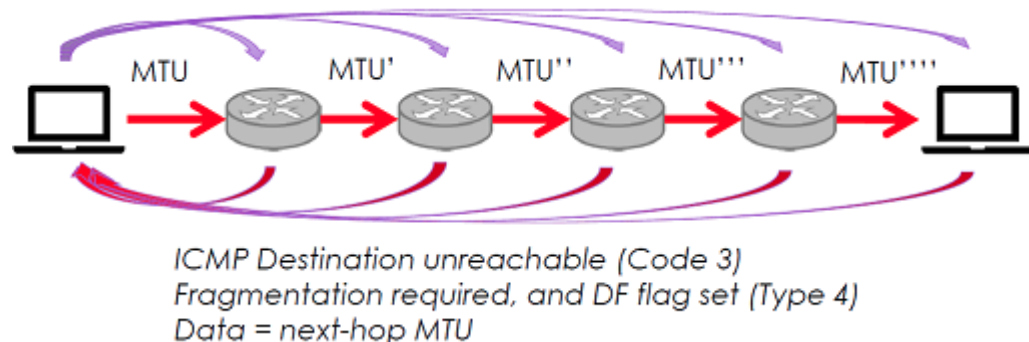 MTU
MTU'
MTU''
MTU'''
MTU''''
ICMP Destination unreachable (Code 3)
Fragmentation required, and DF flag set (Type 4)
Data = next-hop MTU